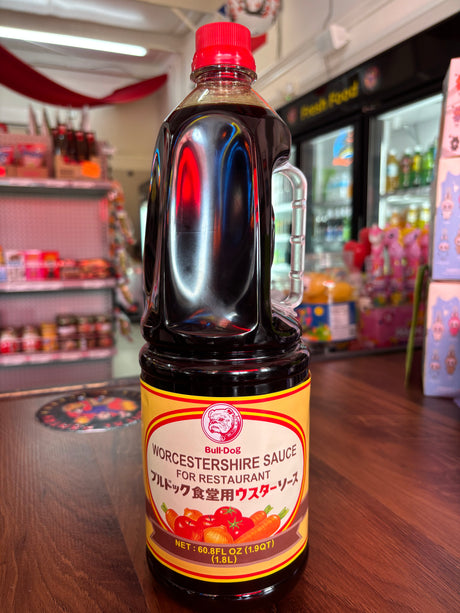 Fresh Food
Bull-Dog
WORCESTERSHIRE SAUCE
FOR RESTAURANT
ブルドック食堂用ウスターソース
NET : 60.8FL OZ (1.9QT)
(1.8L)